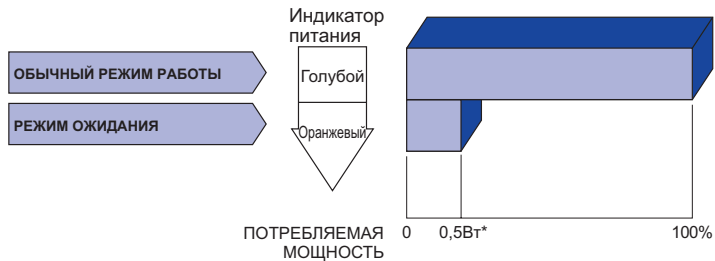 Индикатор
питания
ОБЫЧНЫЙ РЕЖИМ РАБОТЫ
Голубой
РЕЖИМ ОЖИДАНИЯ
Оранжевый
ПОТРЕБЛЯЕМАЯ
МОЩНОСТЬ
0 0,5Вт* 100%